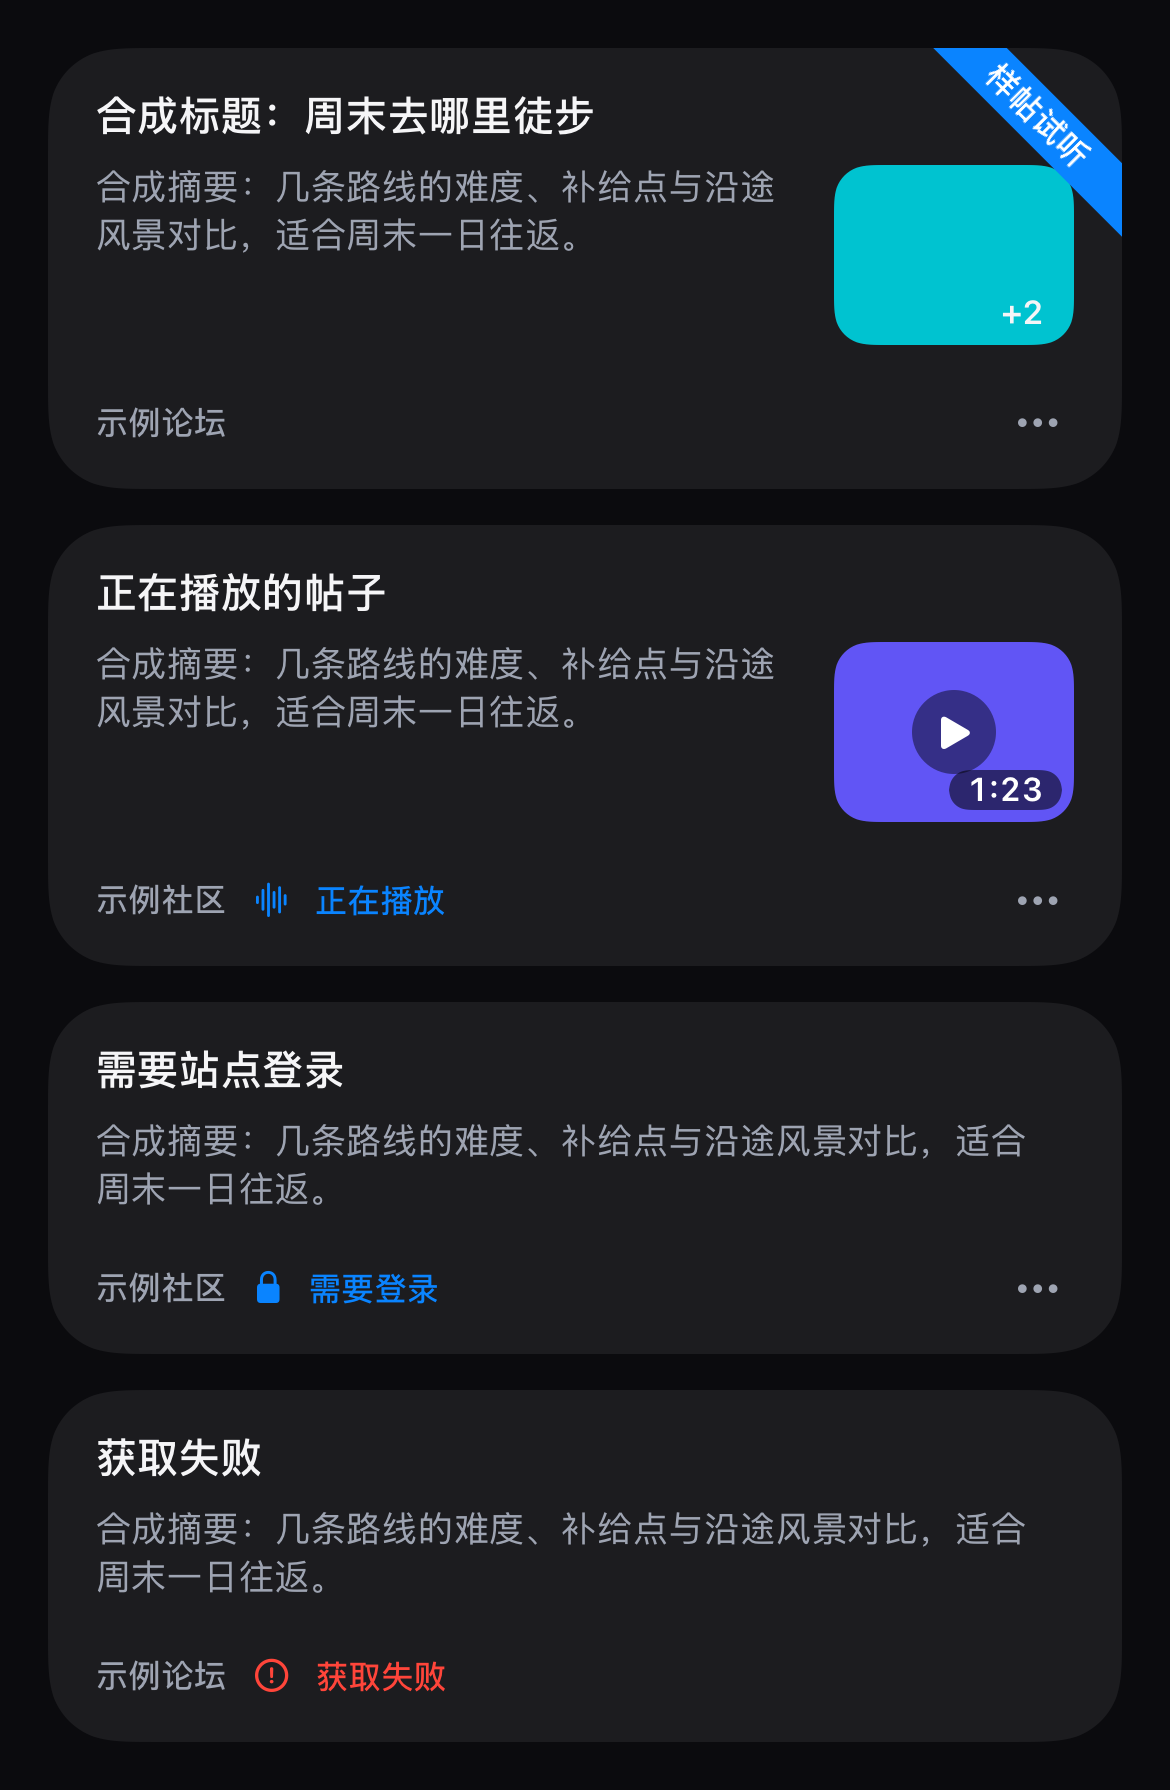 合成标题：周末去哪里徒步
样帖试听
合成摘要：几条路线的难度、补给点与沿途
风景对比，适合周末一日往返。
+2
示例论坛
正在播放的帖子
合成摘要：几条路线的难度、补给点与沿途
风景对比，适合周末一日往返。
1:23
示例社区 正在播放
需要站点登录
合成摘要：几条路线的难度、补给点与沿途风景对比，适合
周末一日往返。
示例社区 需要登录
获取失败
合成摘要：几条路线的难度、补给点与沿途风景对比，适合
周末一日往返。
示例论坛 获取失败